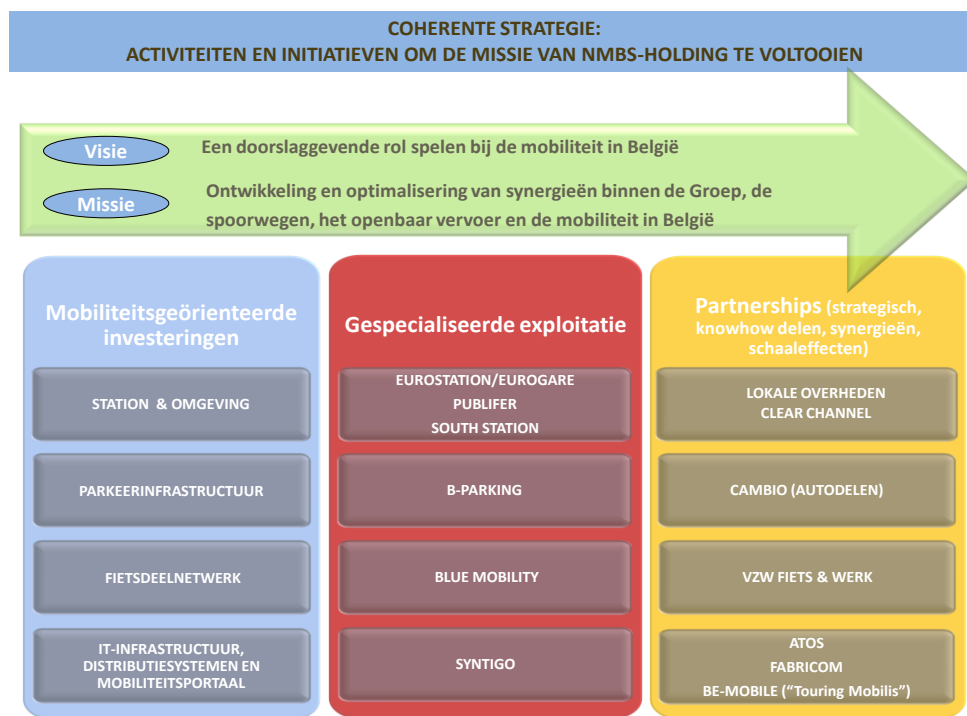 COHERENTE STRATEGIE:
ACTIVITEITEN EN INITIATIEVEN OM DE MISSIE VAN NMBS-HOLDING TE VOLTOOIEN
Visie
Een doorslaggevende rol spelen bij de mobiliteit in België
Missie
Ontwikkeling en optimalisering van synergieën binnen de Groep, de
spoorwegen, het openbaar vervoer en de mobiliteit in België
Mobiliteitsgeörienteerde
investeringen
STATION & OMGEVING
PARKEERINFRASTRUCTUUR
FIETSDEELNETWERK
IT-INFRASTRUCTUUR,
DISTRIBUTIESYSTEMEN EN
MOBILITEITSPORTAAL
Gespecialiseerde exploitatie
EUROSTATION/EUROGARE
PUBLIFER
SOUTH STATION
B-PARKING
BLUE MOBILITY
SYNTIGO
Partnerships (strategisch,
knowhow delen, synergieën,
schaaleffecten)
LOKALE OVERHEDEN
CLEAR CHANNEL
CAMBIO (AUTODELEN)
VZW FIETS & WERK
ATOS
FABRICOM
BE-MOBILE (“Touring Mobilis”)